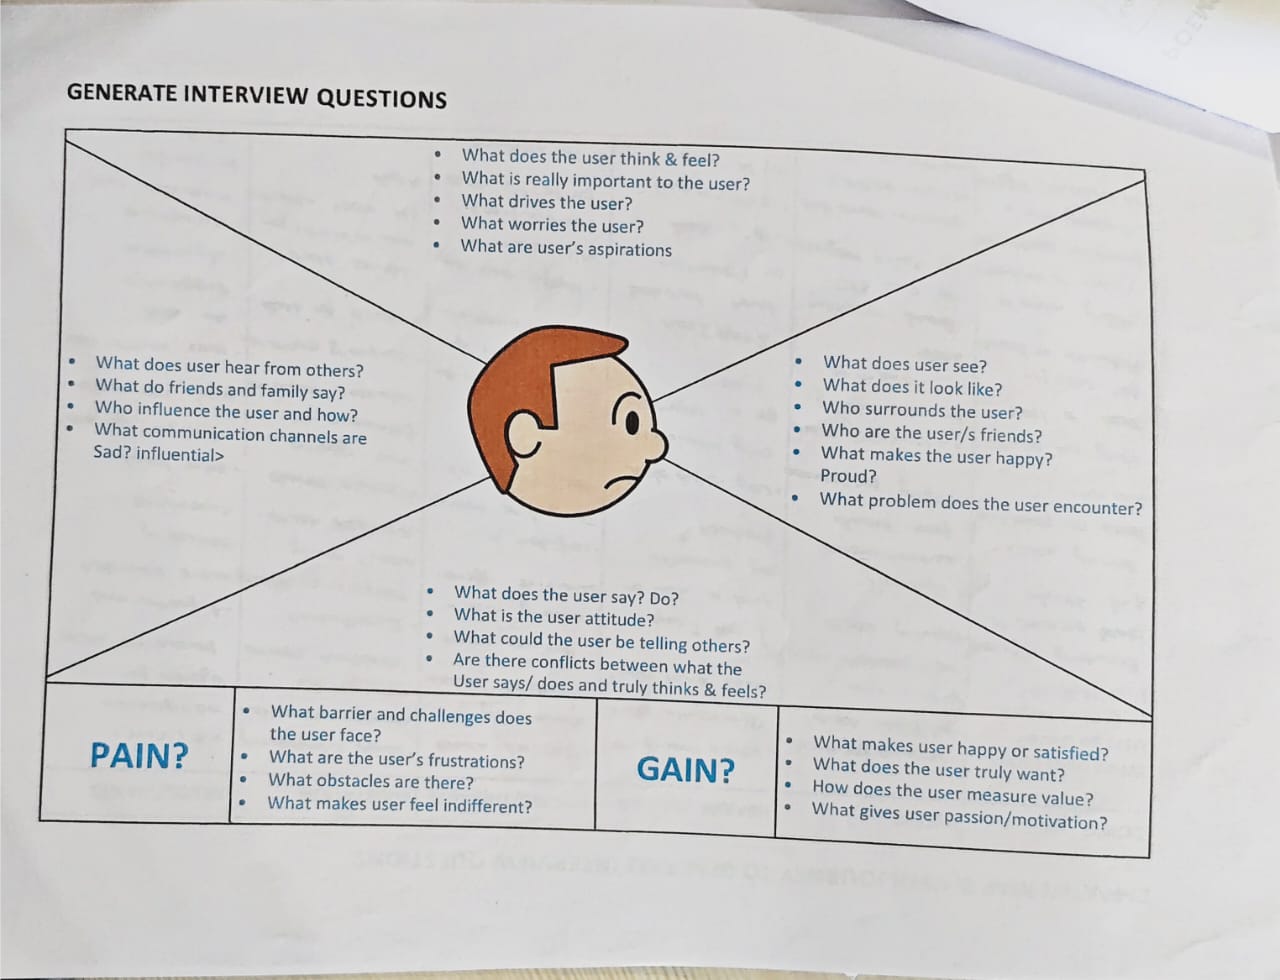 GENERATE INTERVIEW QUESTIONS
• What does the user think & feel?
• What is really important to the user?
• What drives the user?
• What worries the user?
• What are user's aspirations
• What does user hear from others?
• What do friends and family say?
• Who influence the user and how?
• What communication channels are
Sad? influential>
• What does user see?
• What does it look like?
• Who surrounds the user?
• Who are the user/s friends?
• What makes the user happy?
Proud?
• What problem does the user encounter?
• What does the user say? Do?
• What is the user attitude?
• What could the user be telling others?
• Are there conflicts between what the
User says/ does and truly thinks & feels?
PAIN?
• What barrier and challenges does
the user face?
• What are the user's frustrations?
• What obstacles are there?
• What makes user feel indifferent?
GAIN?
• What makes user happy or satisfied?
• What does the user truly want?
• How does the user measure value?
• What gives user passion/motivation?